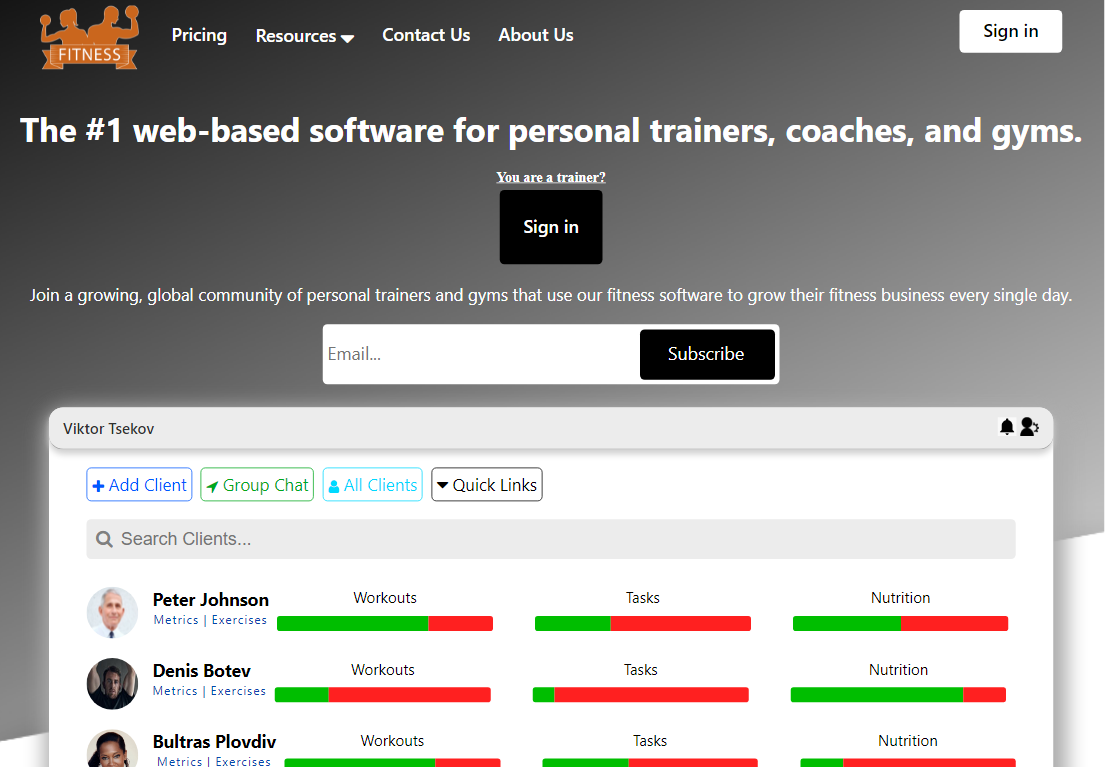 FITNESS
Pricing Resources Contact Us About Us Sign in
The #1 web-based software for personal trainers, coaches, and gyms.
You are a trainer?
Sign in
Join a growing, global community of personal trainers and gyms that use our fitness software to grow their fitness business every single day.
Email... Subscribe
Viktor Tsekov
Add Client Group Chat All Clients Quick Links
Search Clients...
Peter Johnson Workouts Tasks Nutrition
Metrics | Exercises
Denis Botev Workouts Tasks Nutrition
Metrics | Exercises
Bultras Plovdiv Workouts Tasks Nutrition
Metrics | Exercises